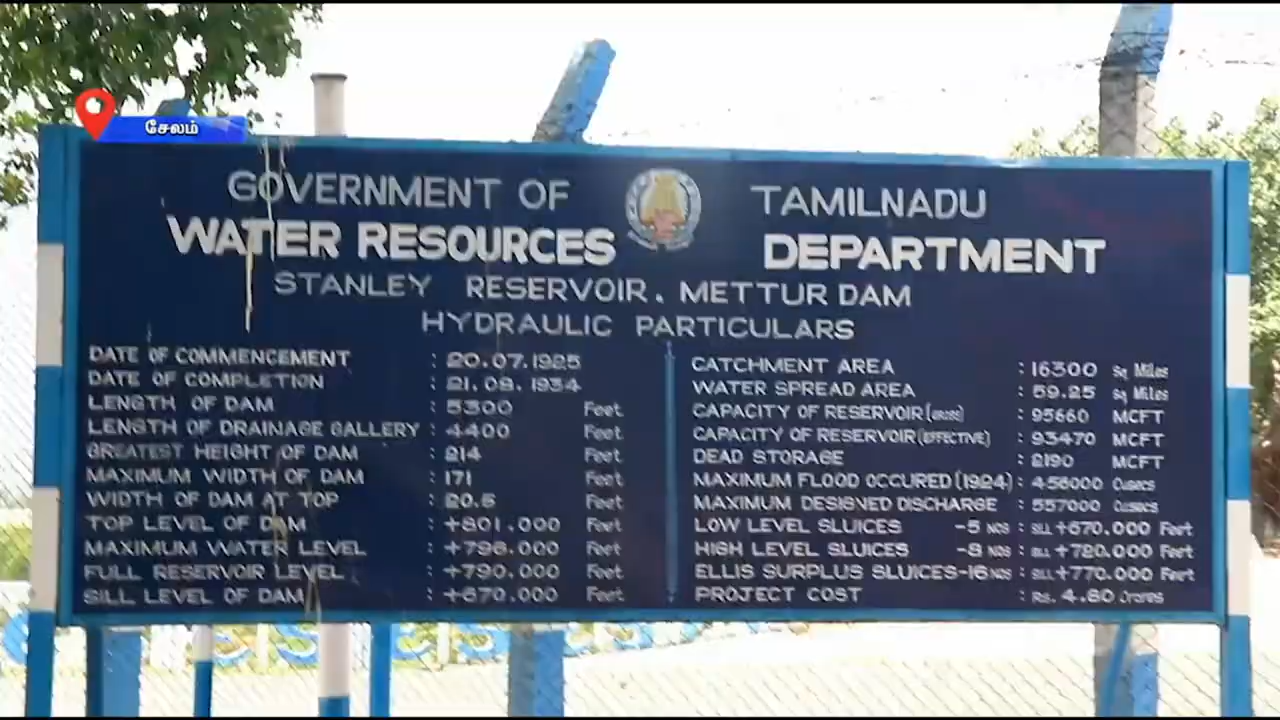 சேலம்
GOVERNMENT OF TAMILNADU
WATER RESOURCES DEPARTMENT
STANLEY RESERVOIR. METTUR DAM
HYDRAULIC PARTICULARS
DATE OF COMMENCEMENT : 20.07.1925
DATE OF COMPLETION : 21.08.1934
LENGTH OF DAM : 5300 Feet
LENGTH OF DRAINAGE GALLERY : 4400 Feet
GREATEST HEIGHT OF DAM : 214 Feet
MAXIMUM WIDTH OF DAM : 171 Feet
WIDTH OF DAM AT TOP : 20.5 Feet
TOP LEVEL OF DAM : +801.000 Feet
MAXIMUM WATER LEVEL : +796.000 Feet
FULL RESERVOIR LEVEL : +790.000 Feet
SILL LEVEL OF DAM : +670.000 Feet
CATCHMENT AREA : 16300 Sq Miles
WATER SPREAD AREA : 59.25 Sq Miles
CAPACITY OF RESERVOIR (GROSS) : 95660 MCFT
CAPACITY OF RESERVOIR (EFFECTIVE) : 93470 MCFT
DEAD STORAGE : 2190 MCFT
MAXIMUM FLOOD OCCURED (1924) : 456000 Cusecs
MAXIMUM DESIGNED DISCHARGE : 557000 Cusecs
LOW LEVEL SLUICES -5 NOS : SILL +670.000 Feet
HIGH LEVEL SLUICES -8 NOS : SILL +720.000 Feet
ELLIS SURPLUS SLUICES -16 NOS : SILL +770.000 Feet
PROJECT COST : Rs. 4.80 Crores